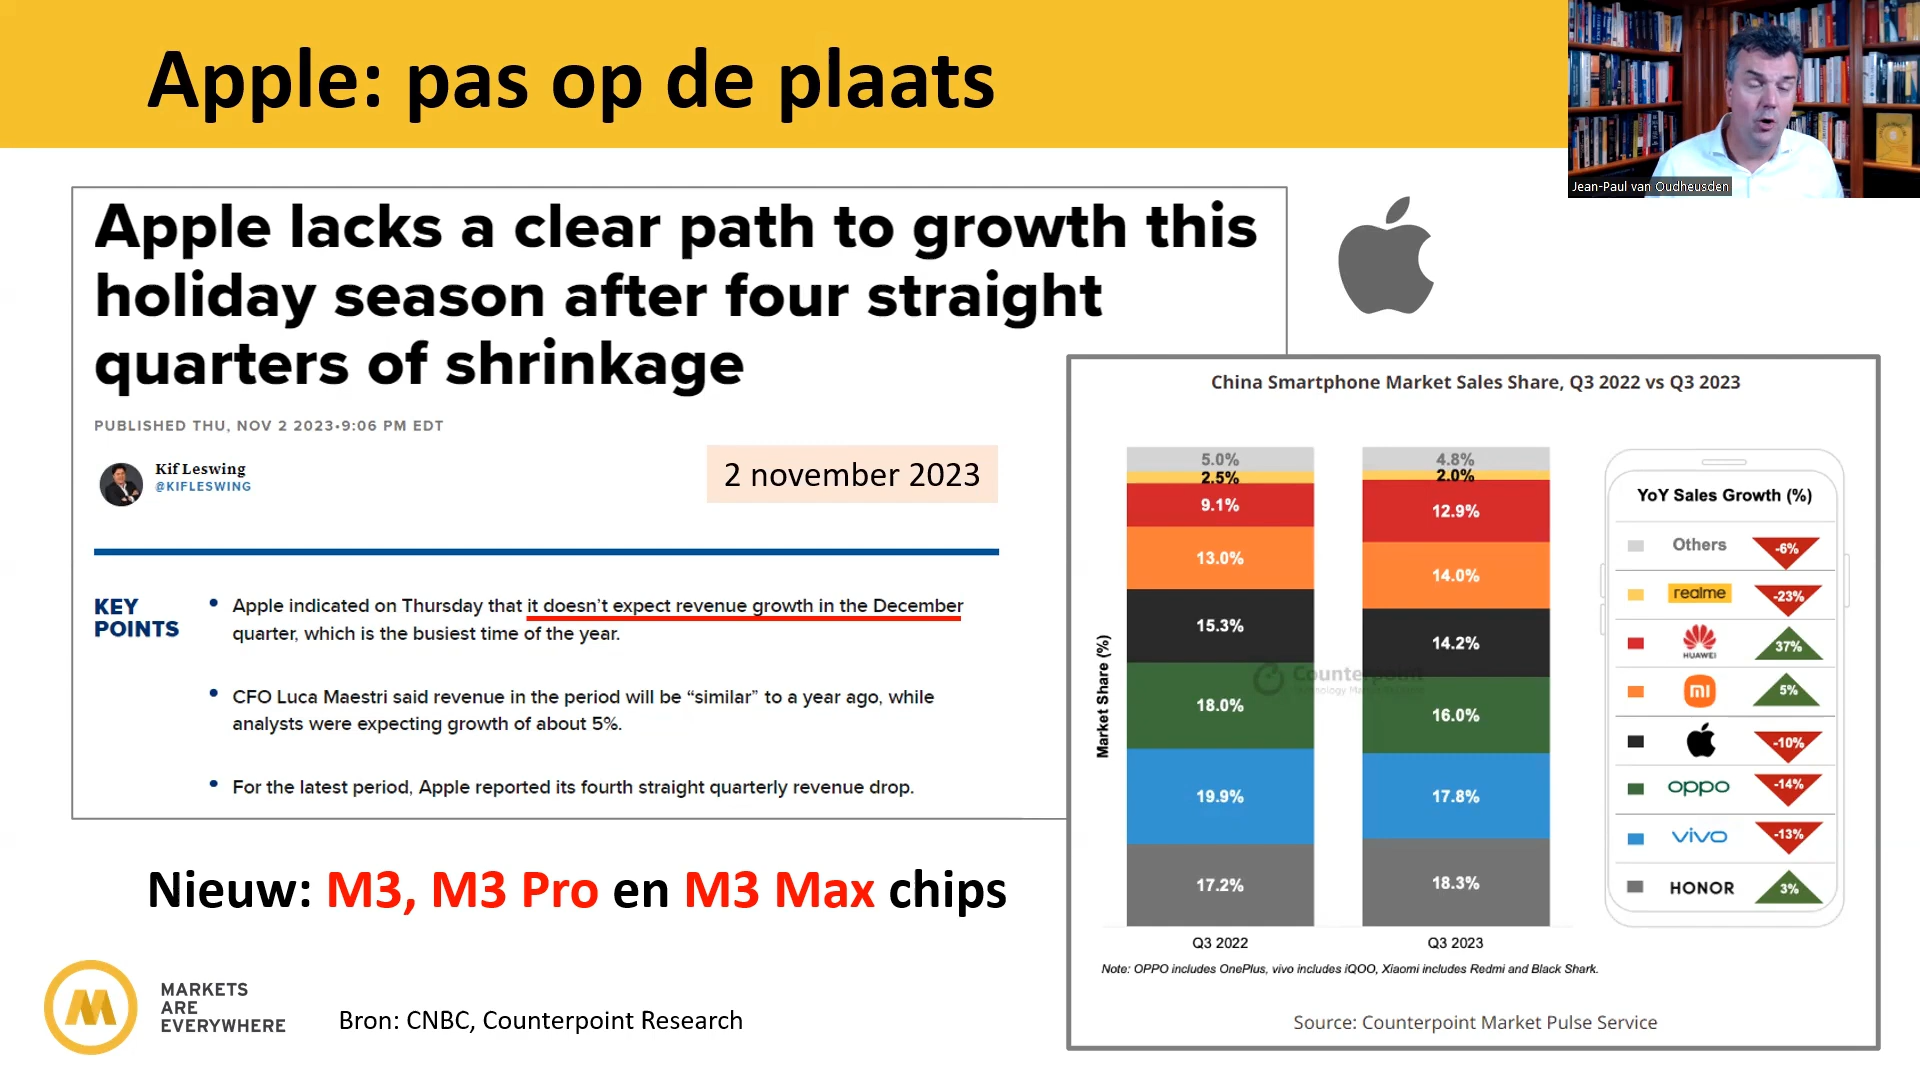 Apple: pas op de plaats
Jean-Paul van Oudheusden
Apple lacks a clear path to growth this
holiday season after four straight
quarters of shrinkage
PUBLISHED THU, NOV 2 2023•9:06 PM EDT
Kif Leswing
@KIFLESWING
2 november 2023
KEY
POINTS
• Apple indicated on Thursday that it doesn’t expect revenue growth in the December
quarter, which is the busiest time of the year.
• CFO Luca Maestri said revenue in the period will be “similar” to a year ago, while
analysts were expecting growth of about 5%.
• For the latest period, Apple reported its fourth straight quarterly revenue drop.
Nieuw: M3, M3 Pro en M3 Max chips
MARKETS
ARE
EVERYWHERE
Bron: CNBC, Counterpoint Research
China Smartphone Market Sales Share, Q3 2022 vs Q3 2023
Market Share (%)
5.0%
2.5%
9.1%
13.0%
15.3%
18.0%
19.9%
17.2%
Q3 2022
4.8%
2.0%
12.9%
14.0%
14.2%
16.0%
17.8%
18.3%
Q3 2023
Counterpoint
YoY Sales Growth (%)
Others -6%
realme -23%
HUAWEI 37%
mi 5%
-10%
oppo -14%
vivo -13%
HONOR 3%
Note: OPPO includes OnePlus, vivo includes iQOO, Xiaomi includes Redmi and Black Shark.
Source: Counterpoint Market Pulse Service